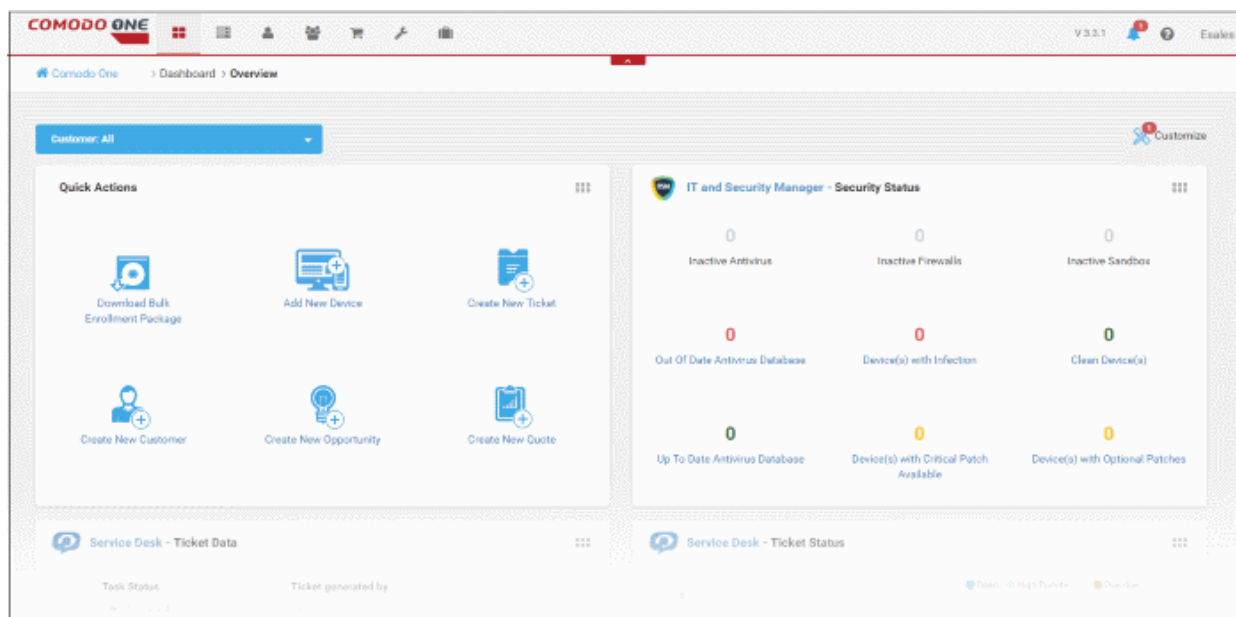 COMODO ONE
V 3.3.1
1
Esales
Comodo One > Dashboard > Overview
Customer: All
1
Customize
Quick Actions
Download Bulk
Enrollment Package
Add New Device
Create New Ticket
Create New Customer
Create New Opportunity
Create New Quote
IT and Security Manager - Security Status
0
Inactive Antivirus
0
Inactive Firewalls
0
Inactive Sandbox
0
Out Of Date Antivirus Database
0
Device(s) with Infection
0
Clean Device(s)
0
Up To Date Antivirus Database
0
Device(s) with Critical Patch
Available
0
Device(s) with Optional Patches
Service Desk - Ticket Data
Task Status
Ticket generated by
Service Desk - Ticket Status